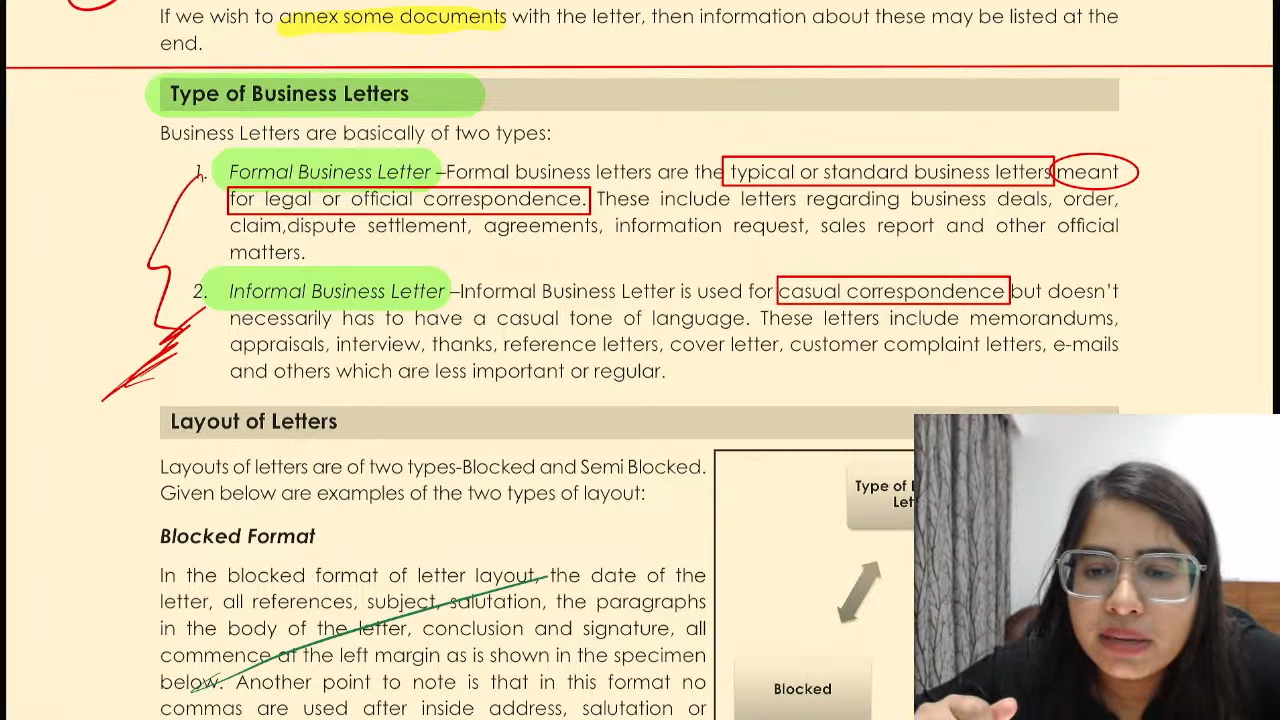 If we wish to annex some documents with the letter, then information about these may be listed at the
end.
Type of Business Letters
Business Letters are basically of two types:
1. Formal Business Letter –Formal business letters are the typical or standard business letters meant
for legal or official correspondence. These include letters regarding business deals, order,
claim,dispute settlement, agreements, information request, sales report and other official
matters.
2. Informal Business Letter –Informal Business Letter is used for casual correspondence but doesn't
necessarily has to have a casual tone of language. These letters include memorandums,
appraisals, interview, thanks, reference letters, cover letter, customer complaint letters, e-mails
and others which are less important or regular.
Layout of Letters
Layouts of letters are of two types-Blocked and Semi Blocked.
Given below are examples of the two types of layout:
Blocked Format
In the blocked format of letter layout, the date of the
letter, all references, subject, salutation, the paragraphs
in the body of the letter, conclusion and signature, all
commence at the left margin as is shown in the specimen
below. Another point to note is that in this format no
commas are used after inside address, salutation or
Type of
Blocked